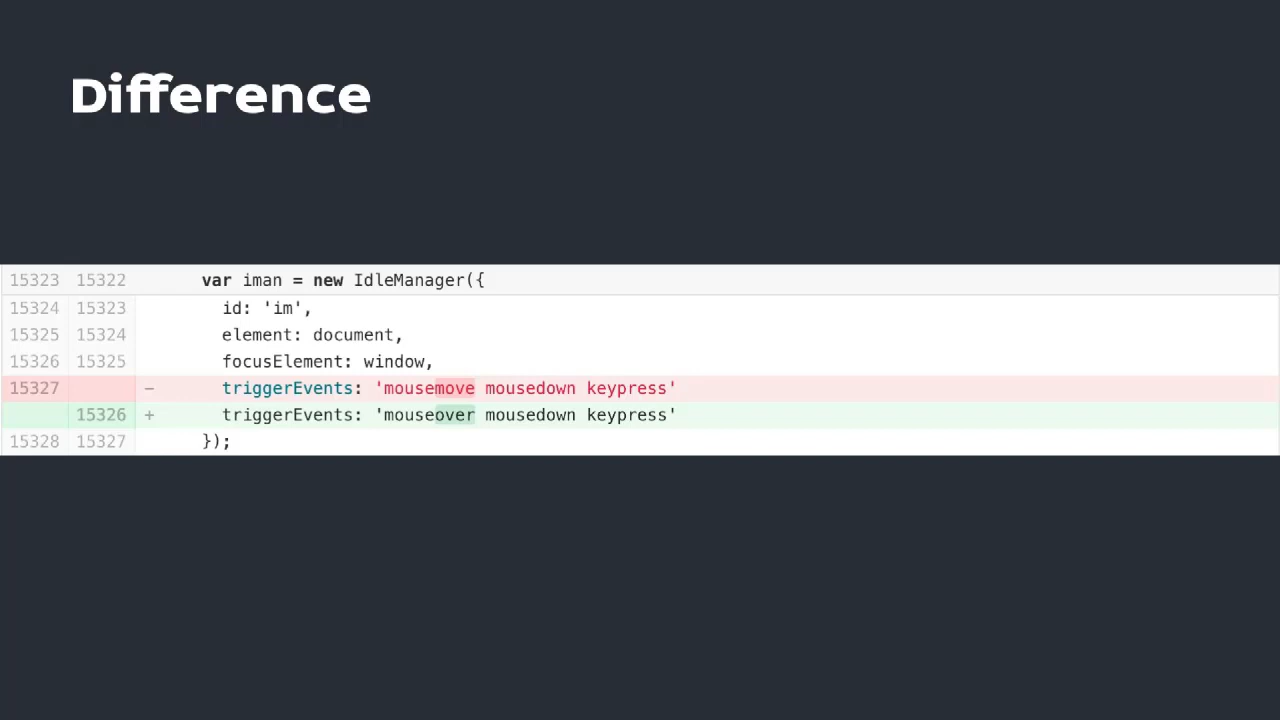 Difference
15323 15322 var iman = new IdleManager({
15324 15323 id: 'im',
15325 15324 element: document,
15326 15325 focusElement: window,
15327 - triggerEvents: 'mousemove mousedown keypress'
15326 + triggerEvents: 'mouseover mousedown keypress'
15328 15327 });